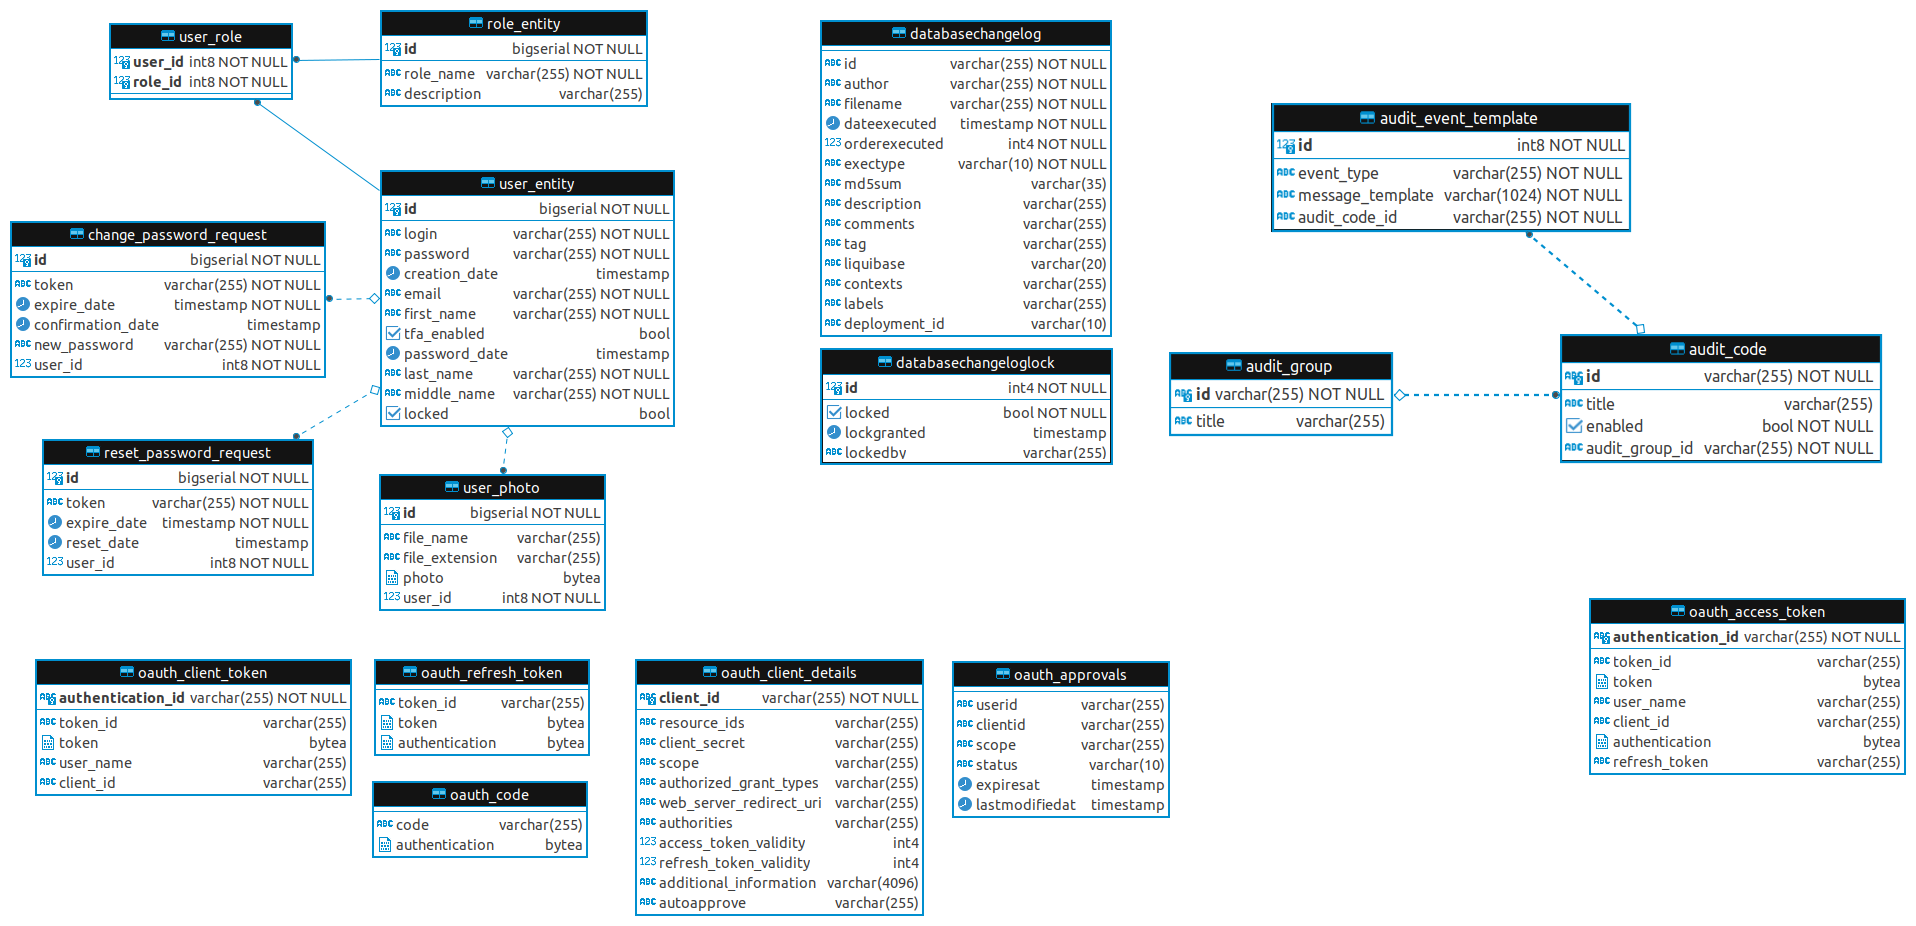 user_role
user_id int8 NOT NULL
role_id int8 NOT NULL
role_entity
id bigserial NOT NULL
role_name varchar(255) NOT NULL
description varchar(255)
user_entity
id bigserial NOT NULL
login varchar(255) NOT NULL
password varchar(255) NOT NULL
creation_date timestamp
email varchar(255) NOT NULL
first_name varchar(255) NOT NULL
tfa_enabled bool
password_date timestamp
last_name varchar(255) NOT NULL
middle_name varchar(255) NOT NULL
locked bool
change_password_request
id bigserial NOT NULL
token varchar(255) NOT NULL
expire_date timestamp NOT NULL
confirmation_date timestamp
new_password varchar(255) NOT NULL
user_id int8 NOT NULL
reset_password_request
id bigserial NOT NULL
token varchar(255) NOT NULL
expire_date timestamp NOT NULL
reset_date timestamp
user_id int8 NOT NULL
user_photo
id bigserial NOT NULL
file_name varchar(255)
file_extension varchar(255)
photo bytea
user_id int8 NOT NULL
databasechangelog
id varchar(255) NOT NULL
author varchar(255) NOT NULL
filename varchar(255) NOT NULL
dateexecuted timestamp NOT NULL
orderexecuted int4 NOT NULL
exectype varchar(10) NOT NULL
md5sum varchar(35)
description varchar(255)
comments varchar(255)
tag varchar(255)
liquibase varchar(20)
contexts varchar(255)
labels varchar(255)
deployment_id varchar(10)
databasechangeloglock
id int4 NOT NULL
locked bool NOT NULL
lockgranted timestamp
lockedby varchar(255)
audit_event_template
id int8 NOT NULL
event_type varchar(255) NOT NULL
message_template varchar(1024) NOT NULL
audit_code_id varchar(255) NOT NULL
audit_group
id varchar(255) NOT NULL
title varchar(255)
audit_code
id varchar(255) NOT NULL
title varchar(255)
enabled bool NOT NULL
audit_group_id varchar(255) NOT NULL
oauth_client_token
authentication_id varchar(255) NOT NULL
token_id varchar(255)
token bytea
user_name varchar(255)
client_id varchar(255)
oauth_refresh_token
token_id varchar(255)
token bytea
authentication bytea
oauth_code
code varchar(255)
authentication bytea
oauth_client_details
client_id varchar(255) NOT NULL
resource_ids varchar(255)
client_secret varchar(255)
scope varchar(255)
authorized_grant_types varchar(255)
web_server_redirect_uri varchar(255)
authorities varchar(255)
access_token_validity int4
refresh_token_validity int4
additional_information varchar(4096)
autoapprove varchar(255)
oauth_approvals
userid varchar(255)
clientid varchar(255)
scope varchar(255)
status varchar(10)
expiresat timestamp
lastmodifiedat timestamp
oauth_access_token
authentication_id varchar(255) NOT NULL
token_id varchar(255)
token bytea
user_name varchar(255)
client_id varchar(255)
authentication bytea
refresh_token varchar(255)